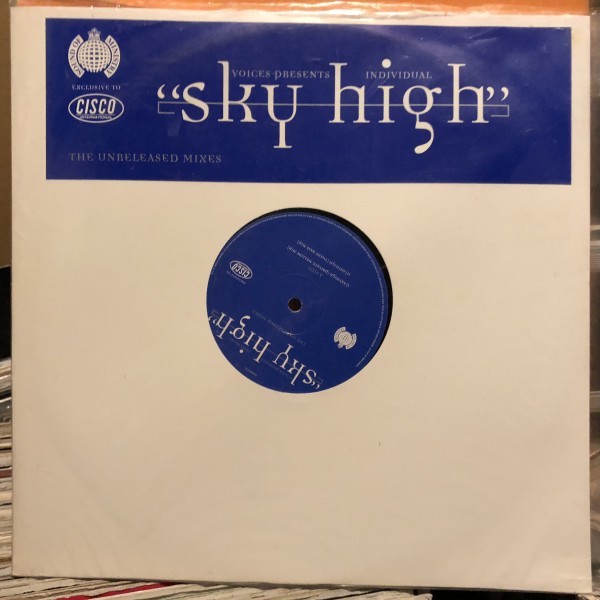 SOUND OF MINISTRY
EXCLUSIVE TO
CISCO
INTERNATIONAL
VOICES PRESENTS INDIVIDUAL
“sky high”
THE UNRELEASED MIXES
CISCO
“sky high”